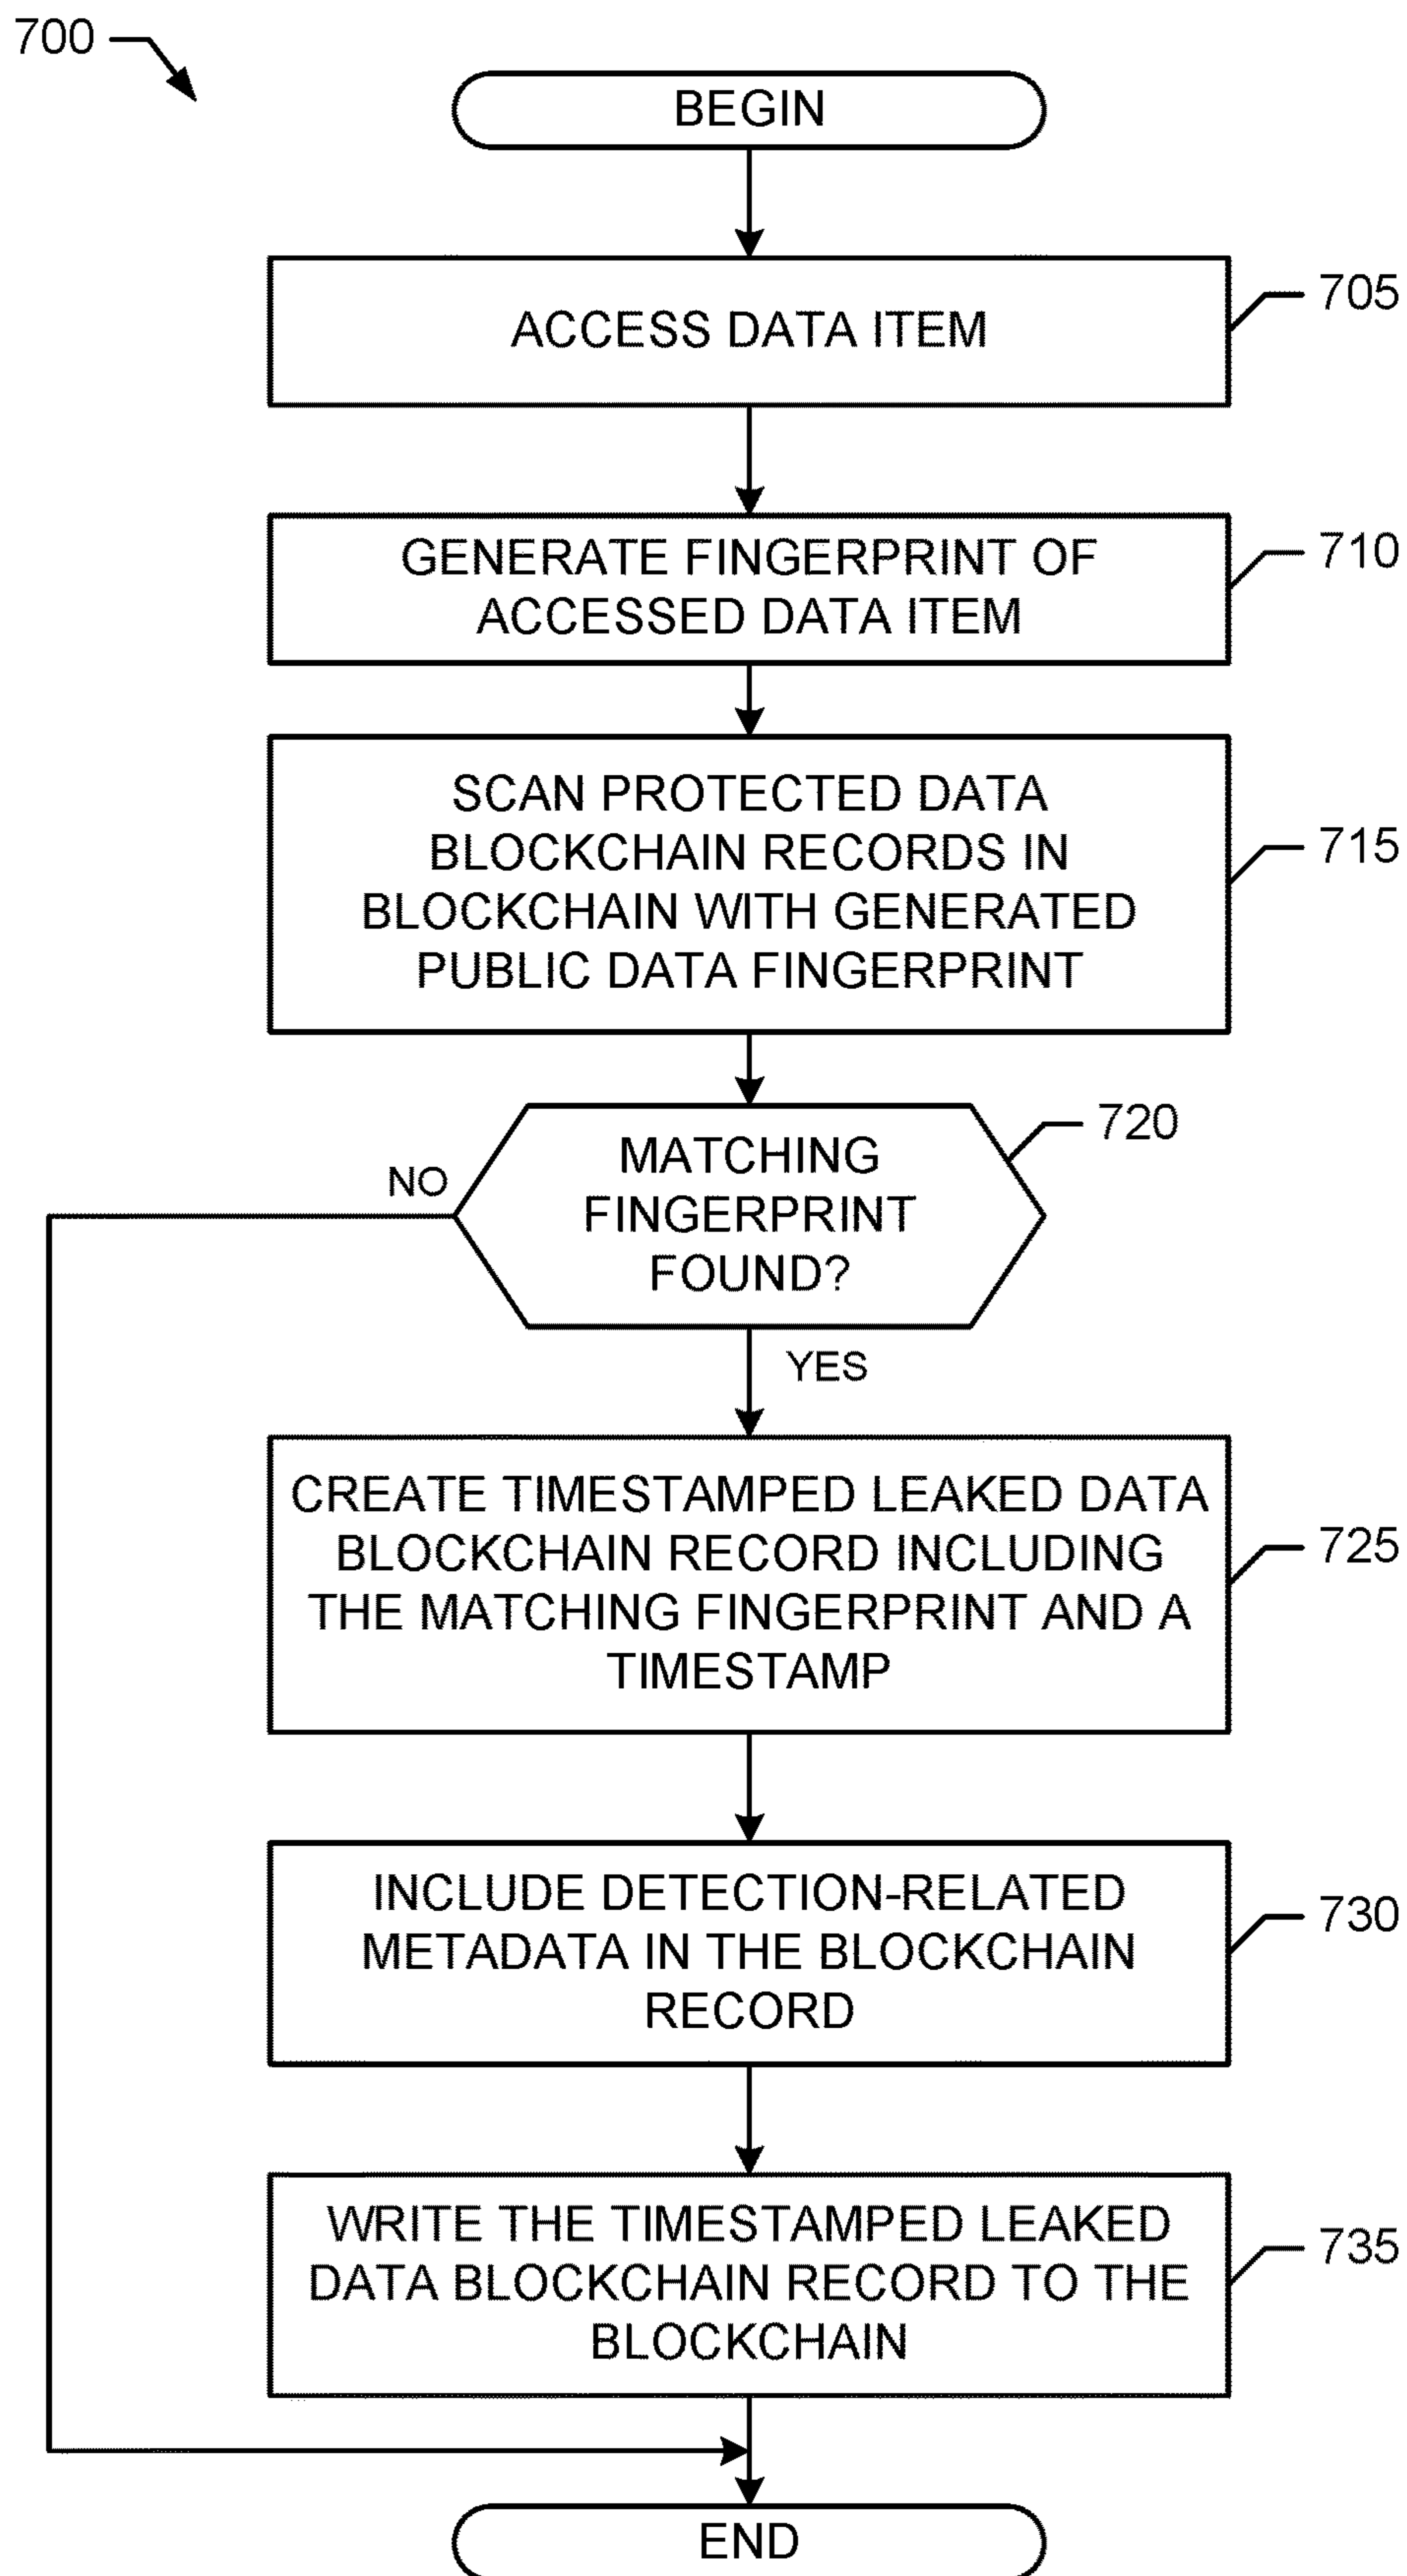 700
BEGIN
ACCESS DATA ITEM
705
GENERATE FINGERPRINT OF
ACCESSED DATA ITEM
710
SCAN PROTECTED DATA
BLOCKCHAIN RECORDS IN
BLOCKCHAIN WITH GENERATED
PUBLIC DATA FINGERPRINT
715
MATCHING
FINGERPRINT
FOUND?
720
NO
YES
CREATE TIMESTAMPED LEAKED DATA
BLOCKCHAIN RECORD INCLUDING
THE MATCHING FINGERPRINT AND A
TIMESTAMP
725
INCLUDE DETECTION-RELATED
METADATA IN THE BLOCKCHAIN
RECORD
730
WRITE THE TIMESTAMPED LEAKED
DATA BLOCKCHAIN RECORD TO THE
BLOCKCHAIN
735
END